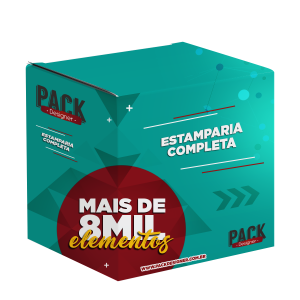 PACK
Designer
ESTAMPARIA
COMPLETA
ESTAMPARIA
COMPLETA
MAIS DE
8MIL
elementos
PACK
Designer
WWW.PACKDESIGNER.COM.BR